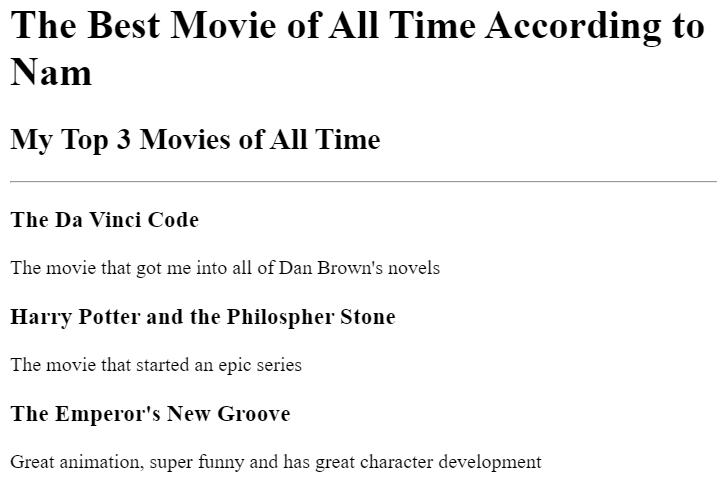 The Best Movie of All Time According to
Nam
My Top 3 Movies of All Time
The Da Vinci Code
The movie that got me into all of Dan Brown's novels
Harry Potter and the Philospher Stone
The movie that started an epic series
The Emperor's New Groove
Great animation, super funny and has great character development